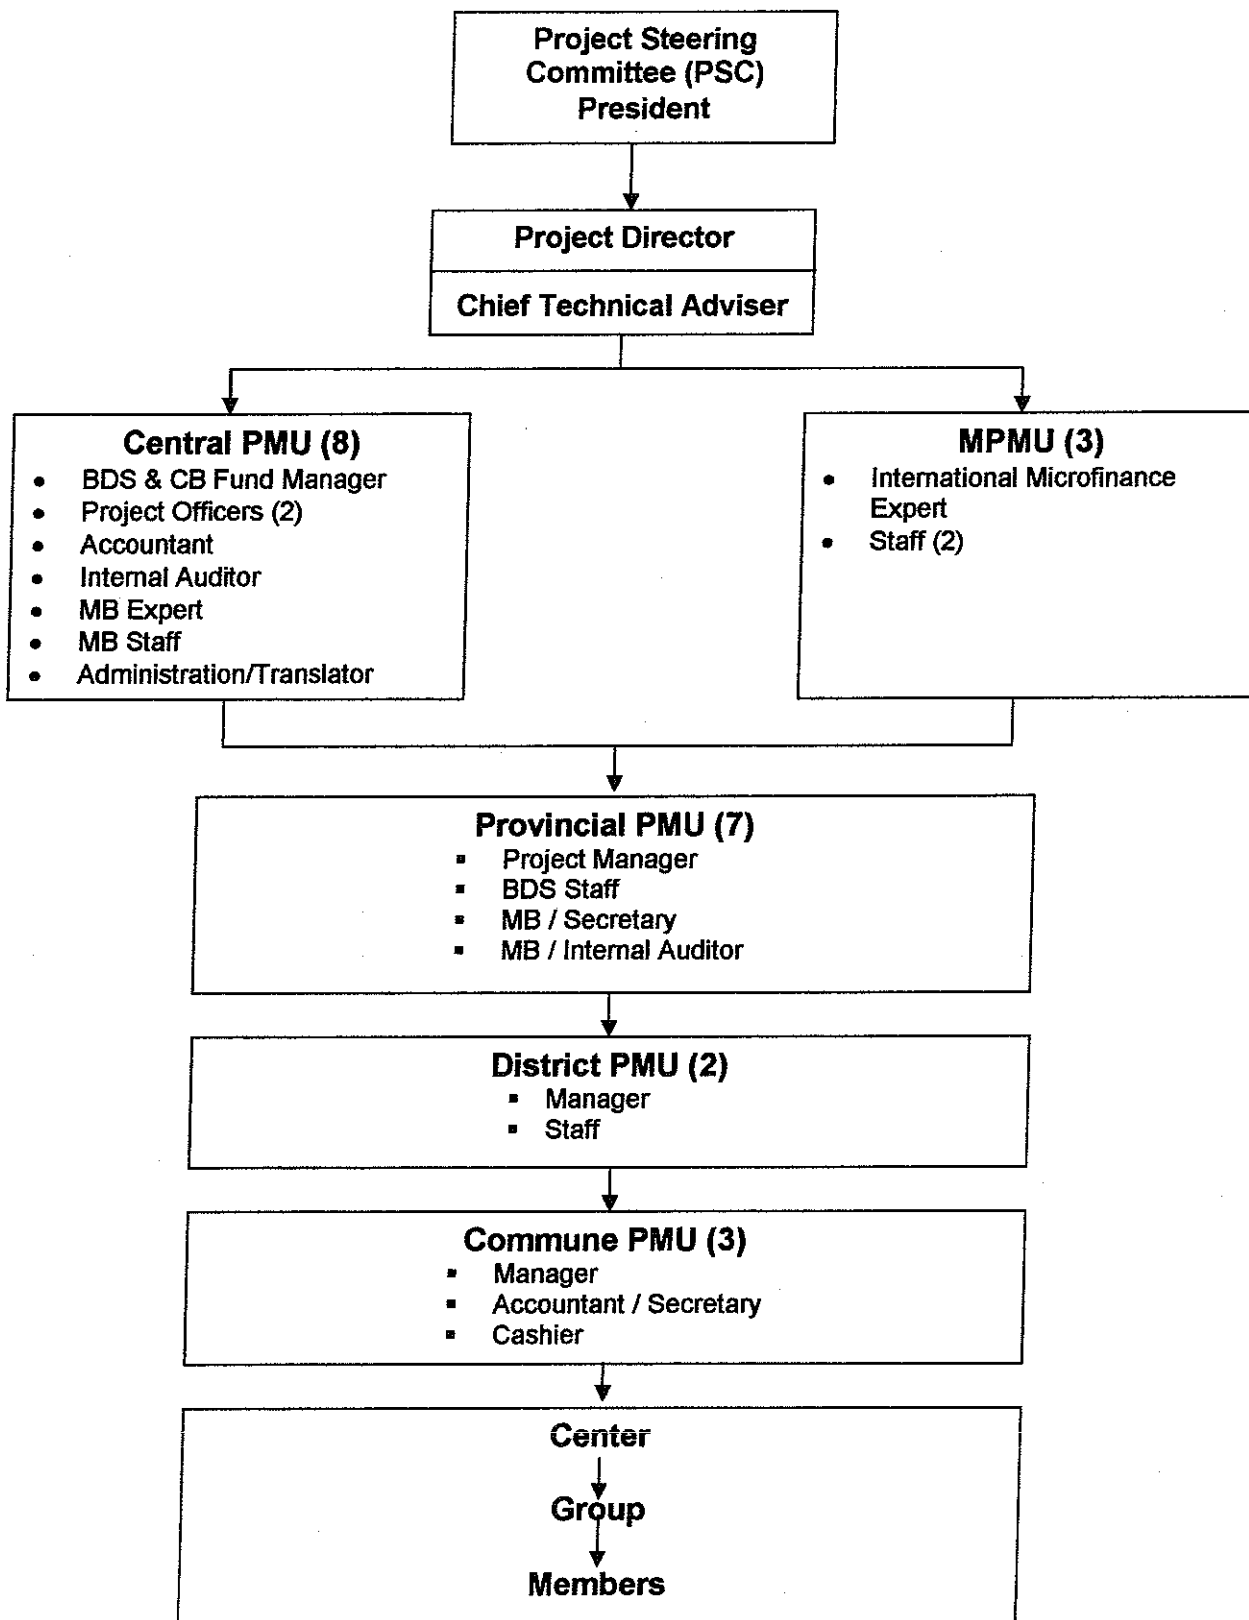 Project Steering
Committee (PSC)
President
Project Director
Chief Technical Adviser
Central PMU (8)
• BDS & CB Fund Manager
• Project Officers (2)
• Accountant
• Internal Auditor
• MB Expert
• MB Staff
• Administration/Translator
MPMU (3)
• International Microfinance
Expert
• Staff (2)
Provincial PMU (7)
▪ Project Manager
▪ BDS Staff
▪ MB / Secretary
▪ MB / Internal Auditor
District PMU (2)
▪ Manager
▪ Staff
Commune PMU (3)
▪ Manager
▪ Accountant / Secretary
▪ Cashier
Center
Group
Members